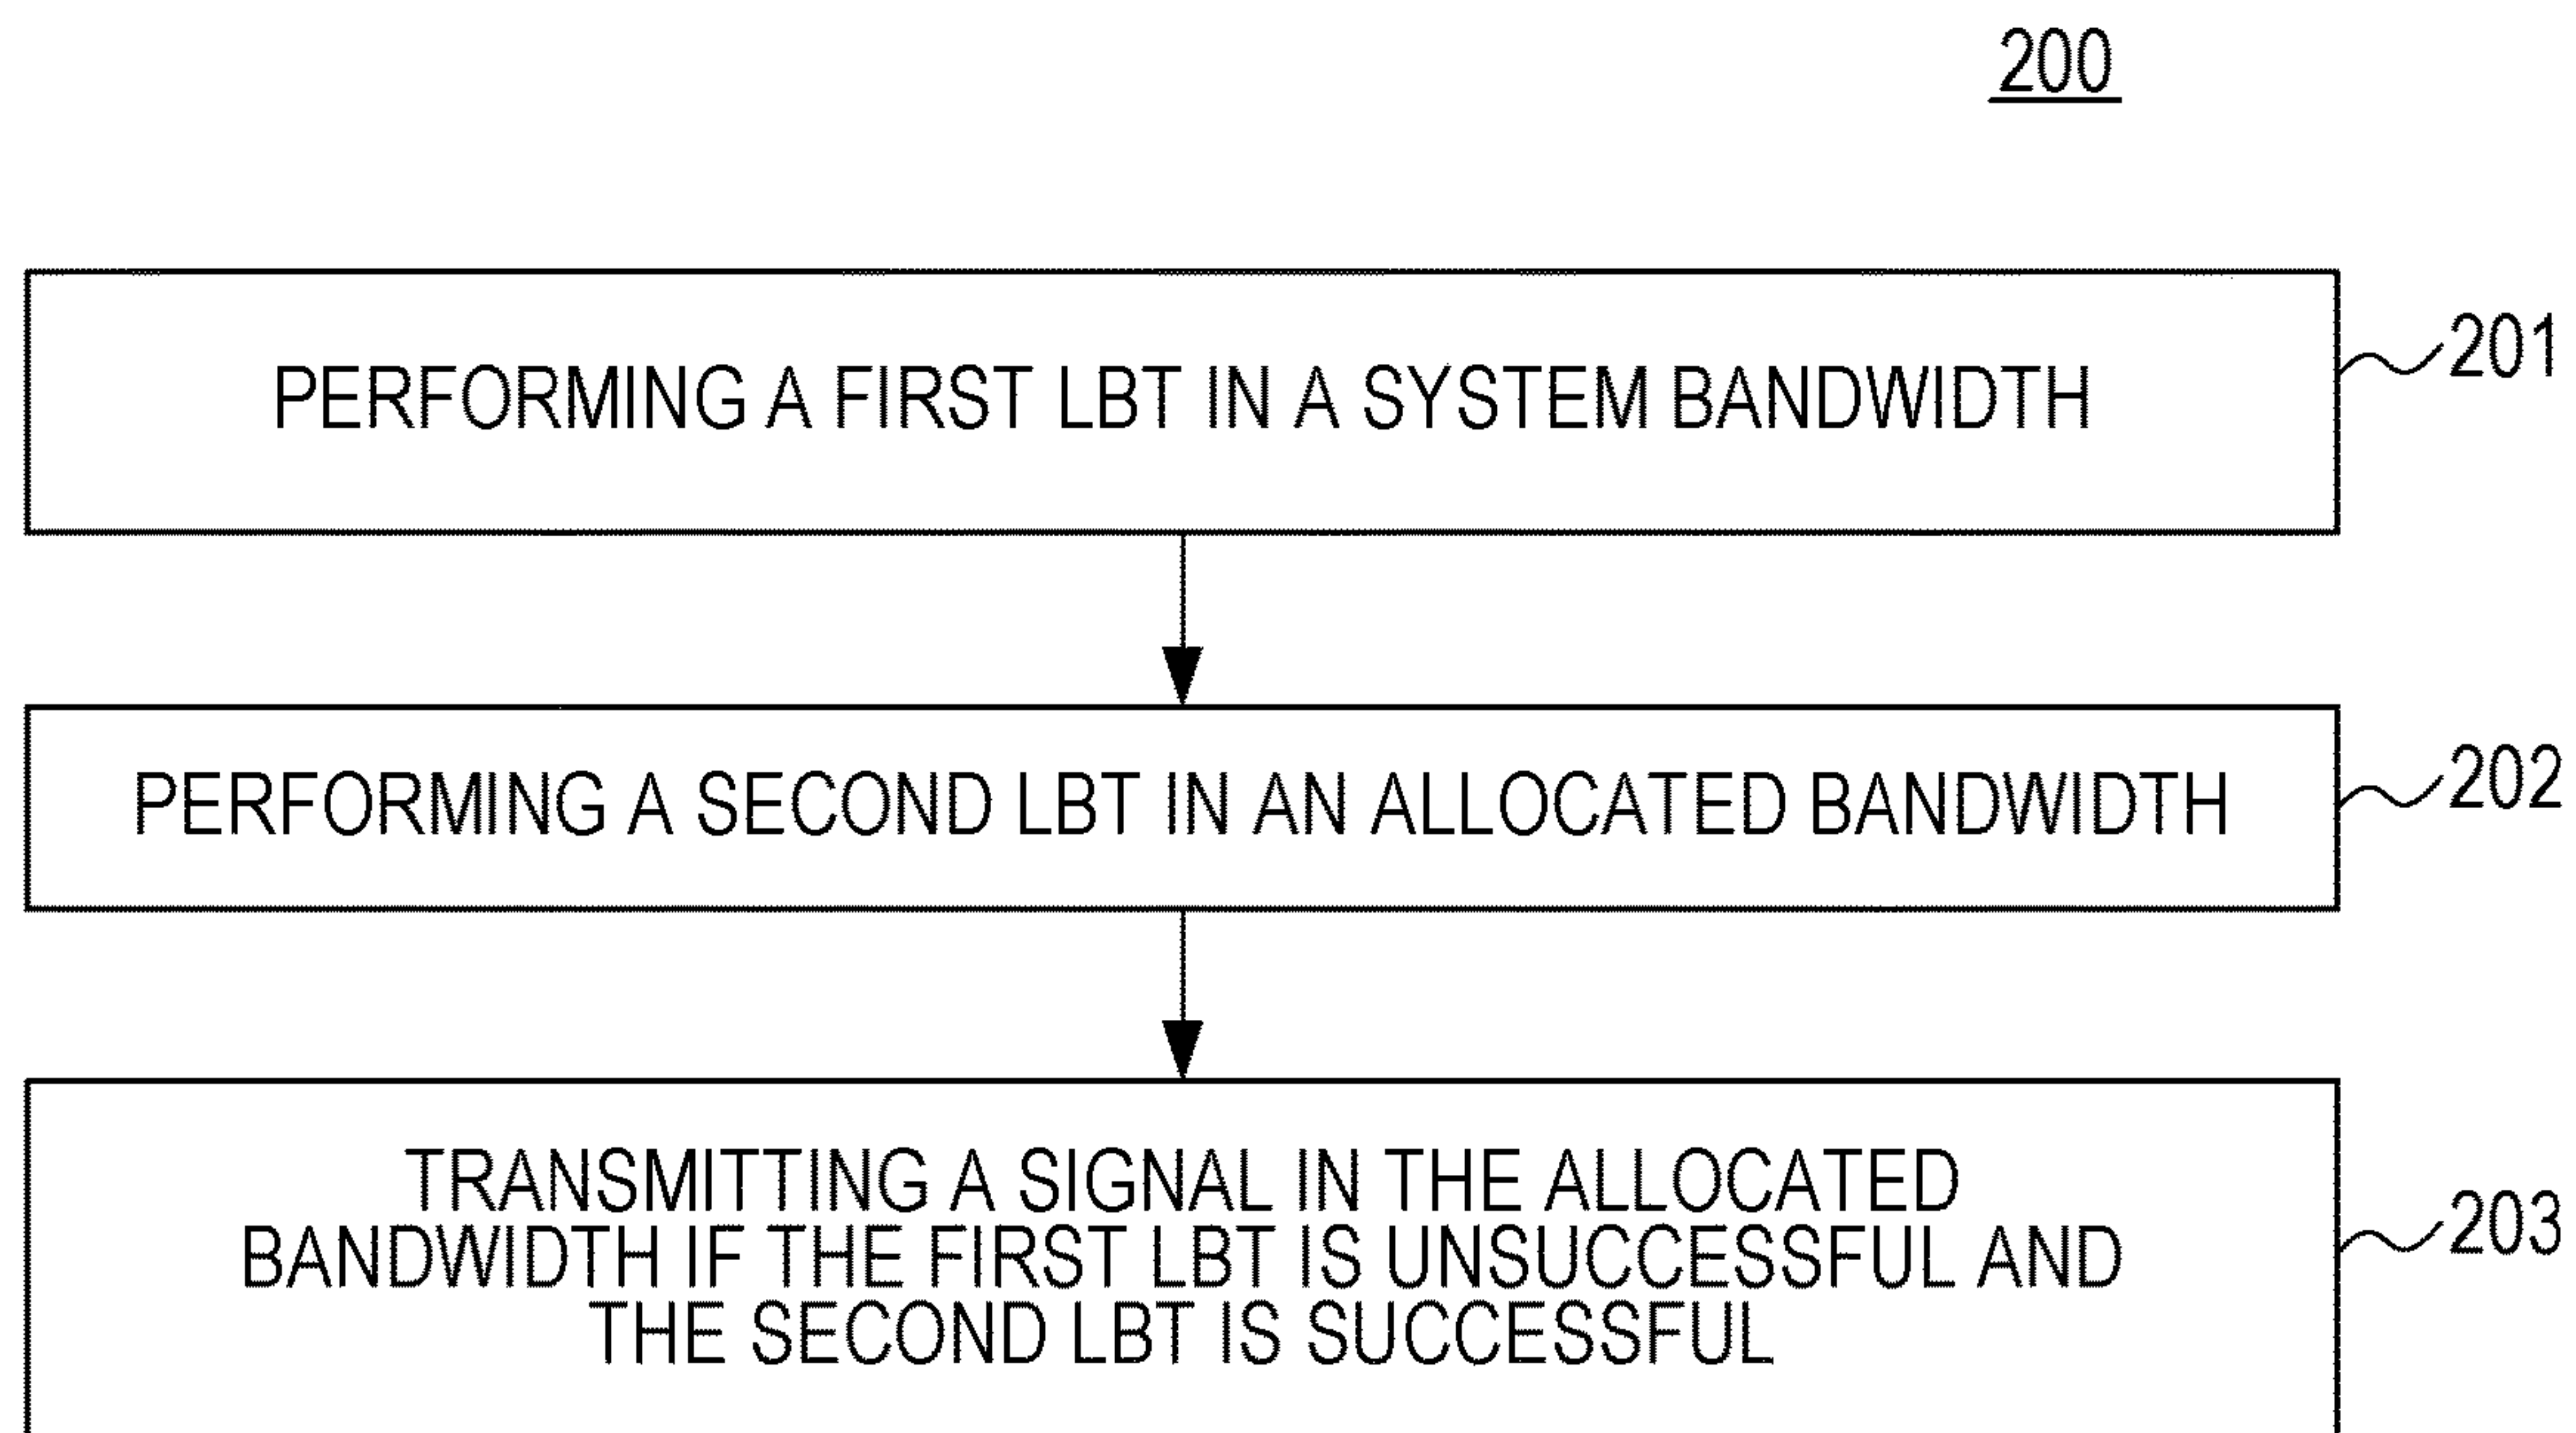 200
PERFORMING A FIRST LBT IN A SYSTEM BANDWIDTH
201
PERFORMING A SECOND LBT IN AN ALLOCATED BANDWIDTH
202
TRANSMITTING A SIGNAL IN THE ALLOCATED
BANDWIDTH IF THE FIRST LBT IS UNSUCCESSFUL AND
THE SECOND LBT IS SUCCESSFUL
203